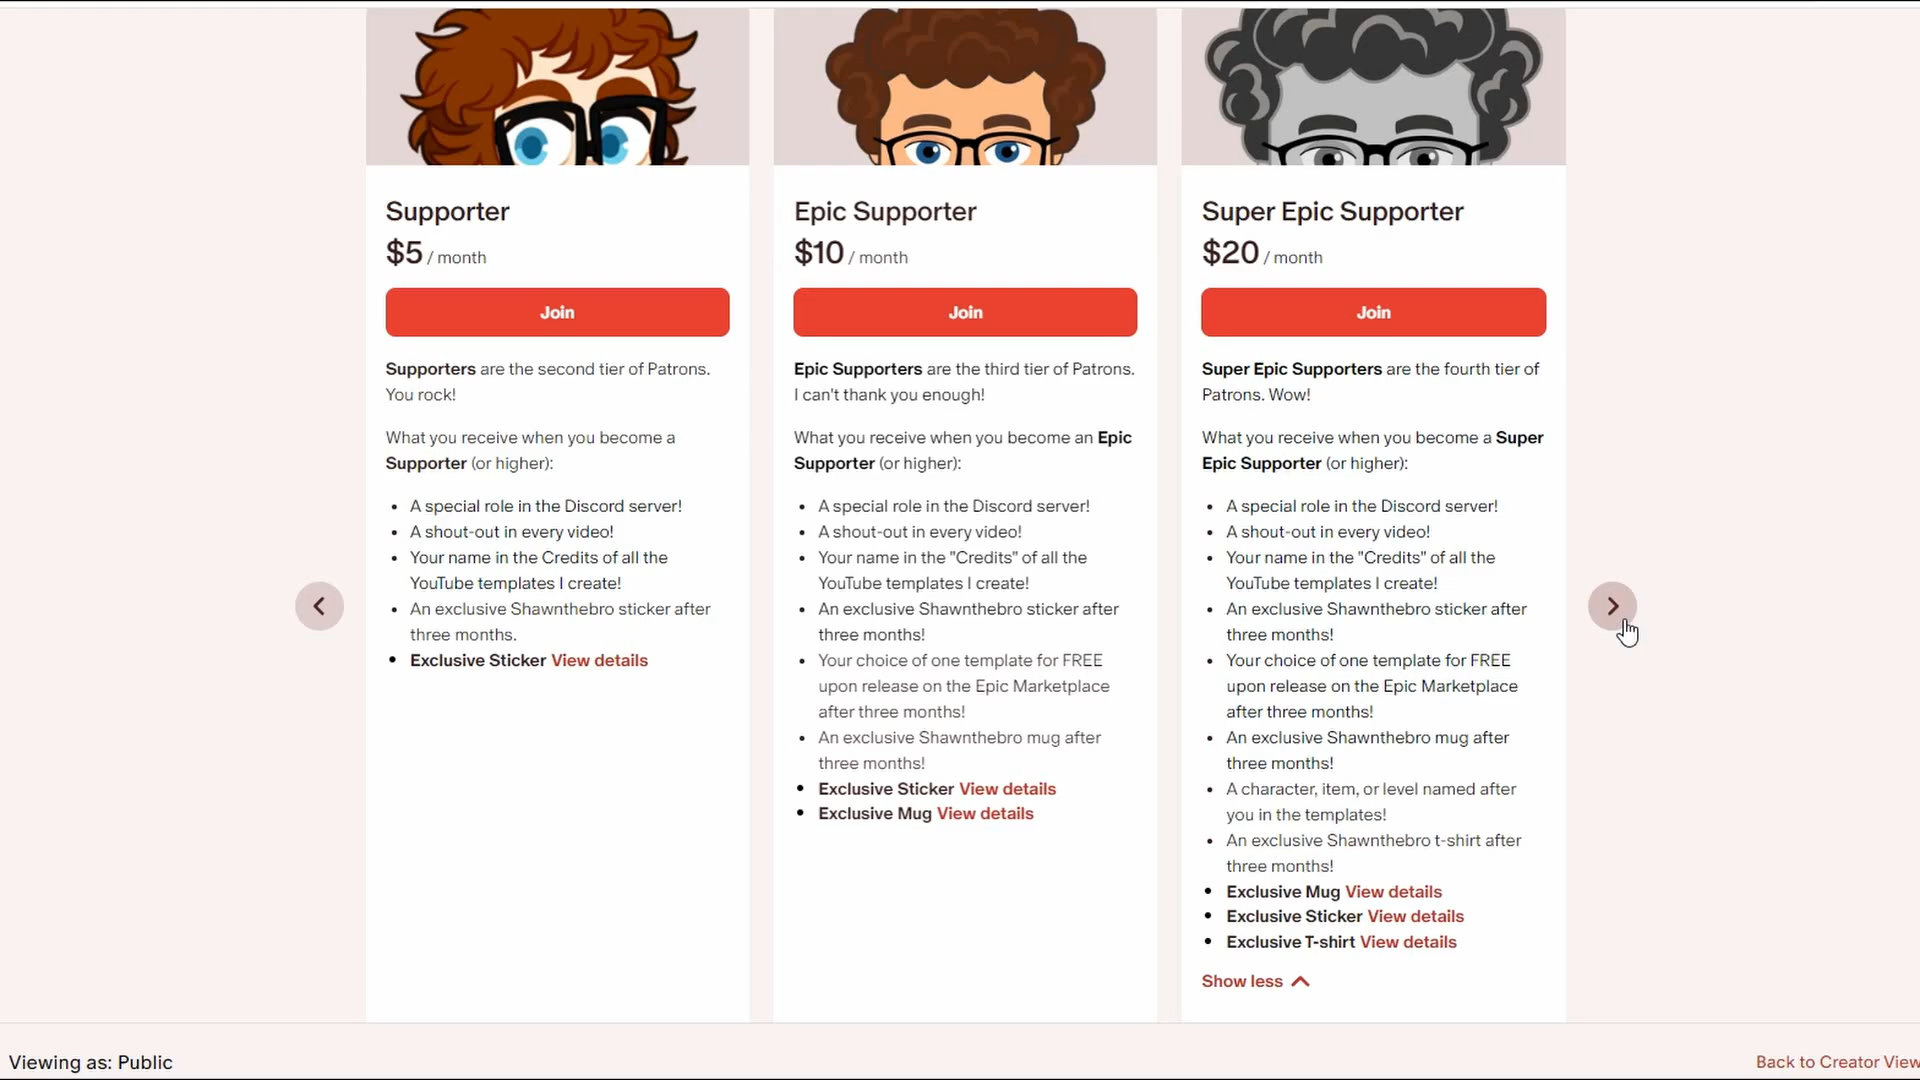 Supporter
$5 / month
Join
Supporters are the second tier of Patrons.
You rock!
What you receive when you become a
Supporter (or higher):
• A special role in the Discord server!
• A shout-out in every video!
• Your name in the Credits of all the
YouTube templates I create!
• An exclusive Shawnthebro sticker after
three months.
• Exclusive Sticker View details
Epic Supporter
$10 / month
Join
Epic Supporters are the third tier of Patrons.
I can't thank you enough!
What you receive when you become an Epic
Supporter (or higher):
• A special role in the Discord server!
• A shout-out in every video!
• Your name in the "Credits" of all the
YouTube templates I create!
• An exclusive Shawnthebro sticker after
three months!
• Your choice of one template for FREE
upon release on the Epic Marketplace
after three months!
• An exclusive Shawnthebro mug after
three months!
• Exclusive Sticker View details
• Exclusive Mug View details
Super Epic Supporter
$20 / month
Join
Super Epic Supporters are the fourth tier of
Patrons. Wow!
What you receive when you become a Super
Epic Supporter (or higher):
• A special role in the Discord server!
• A shout-out in every video!
• Your name in the "Credits" of all the
YouTube templates I create!
• An exclusive Shawnthebro sticker after
three months!
• Your choice of one template for FREE
upon release on the Epic Marketplace
after three months!
• An exclusive Shawnthebro mug after
three months!
• A character, item, or level named after
you in the templates!
• An exclusive Shawnthebro t-shirt after
three months!
• Exclusive Mug View details
• Exclusive Sticker View details
• Exclusive T-shirt View details
Show less
Viewing as: Public
Back to Creator View